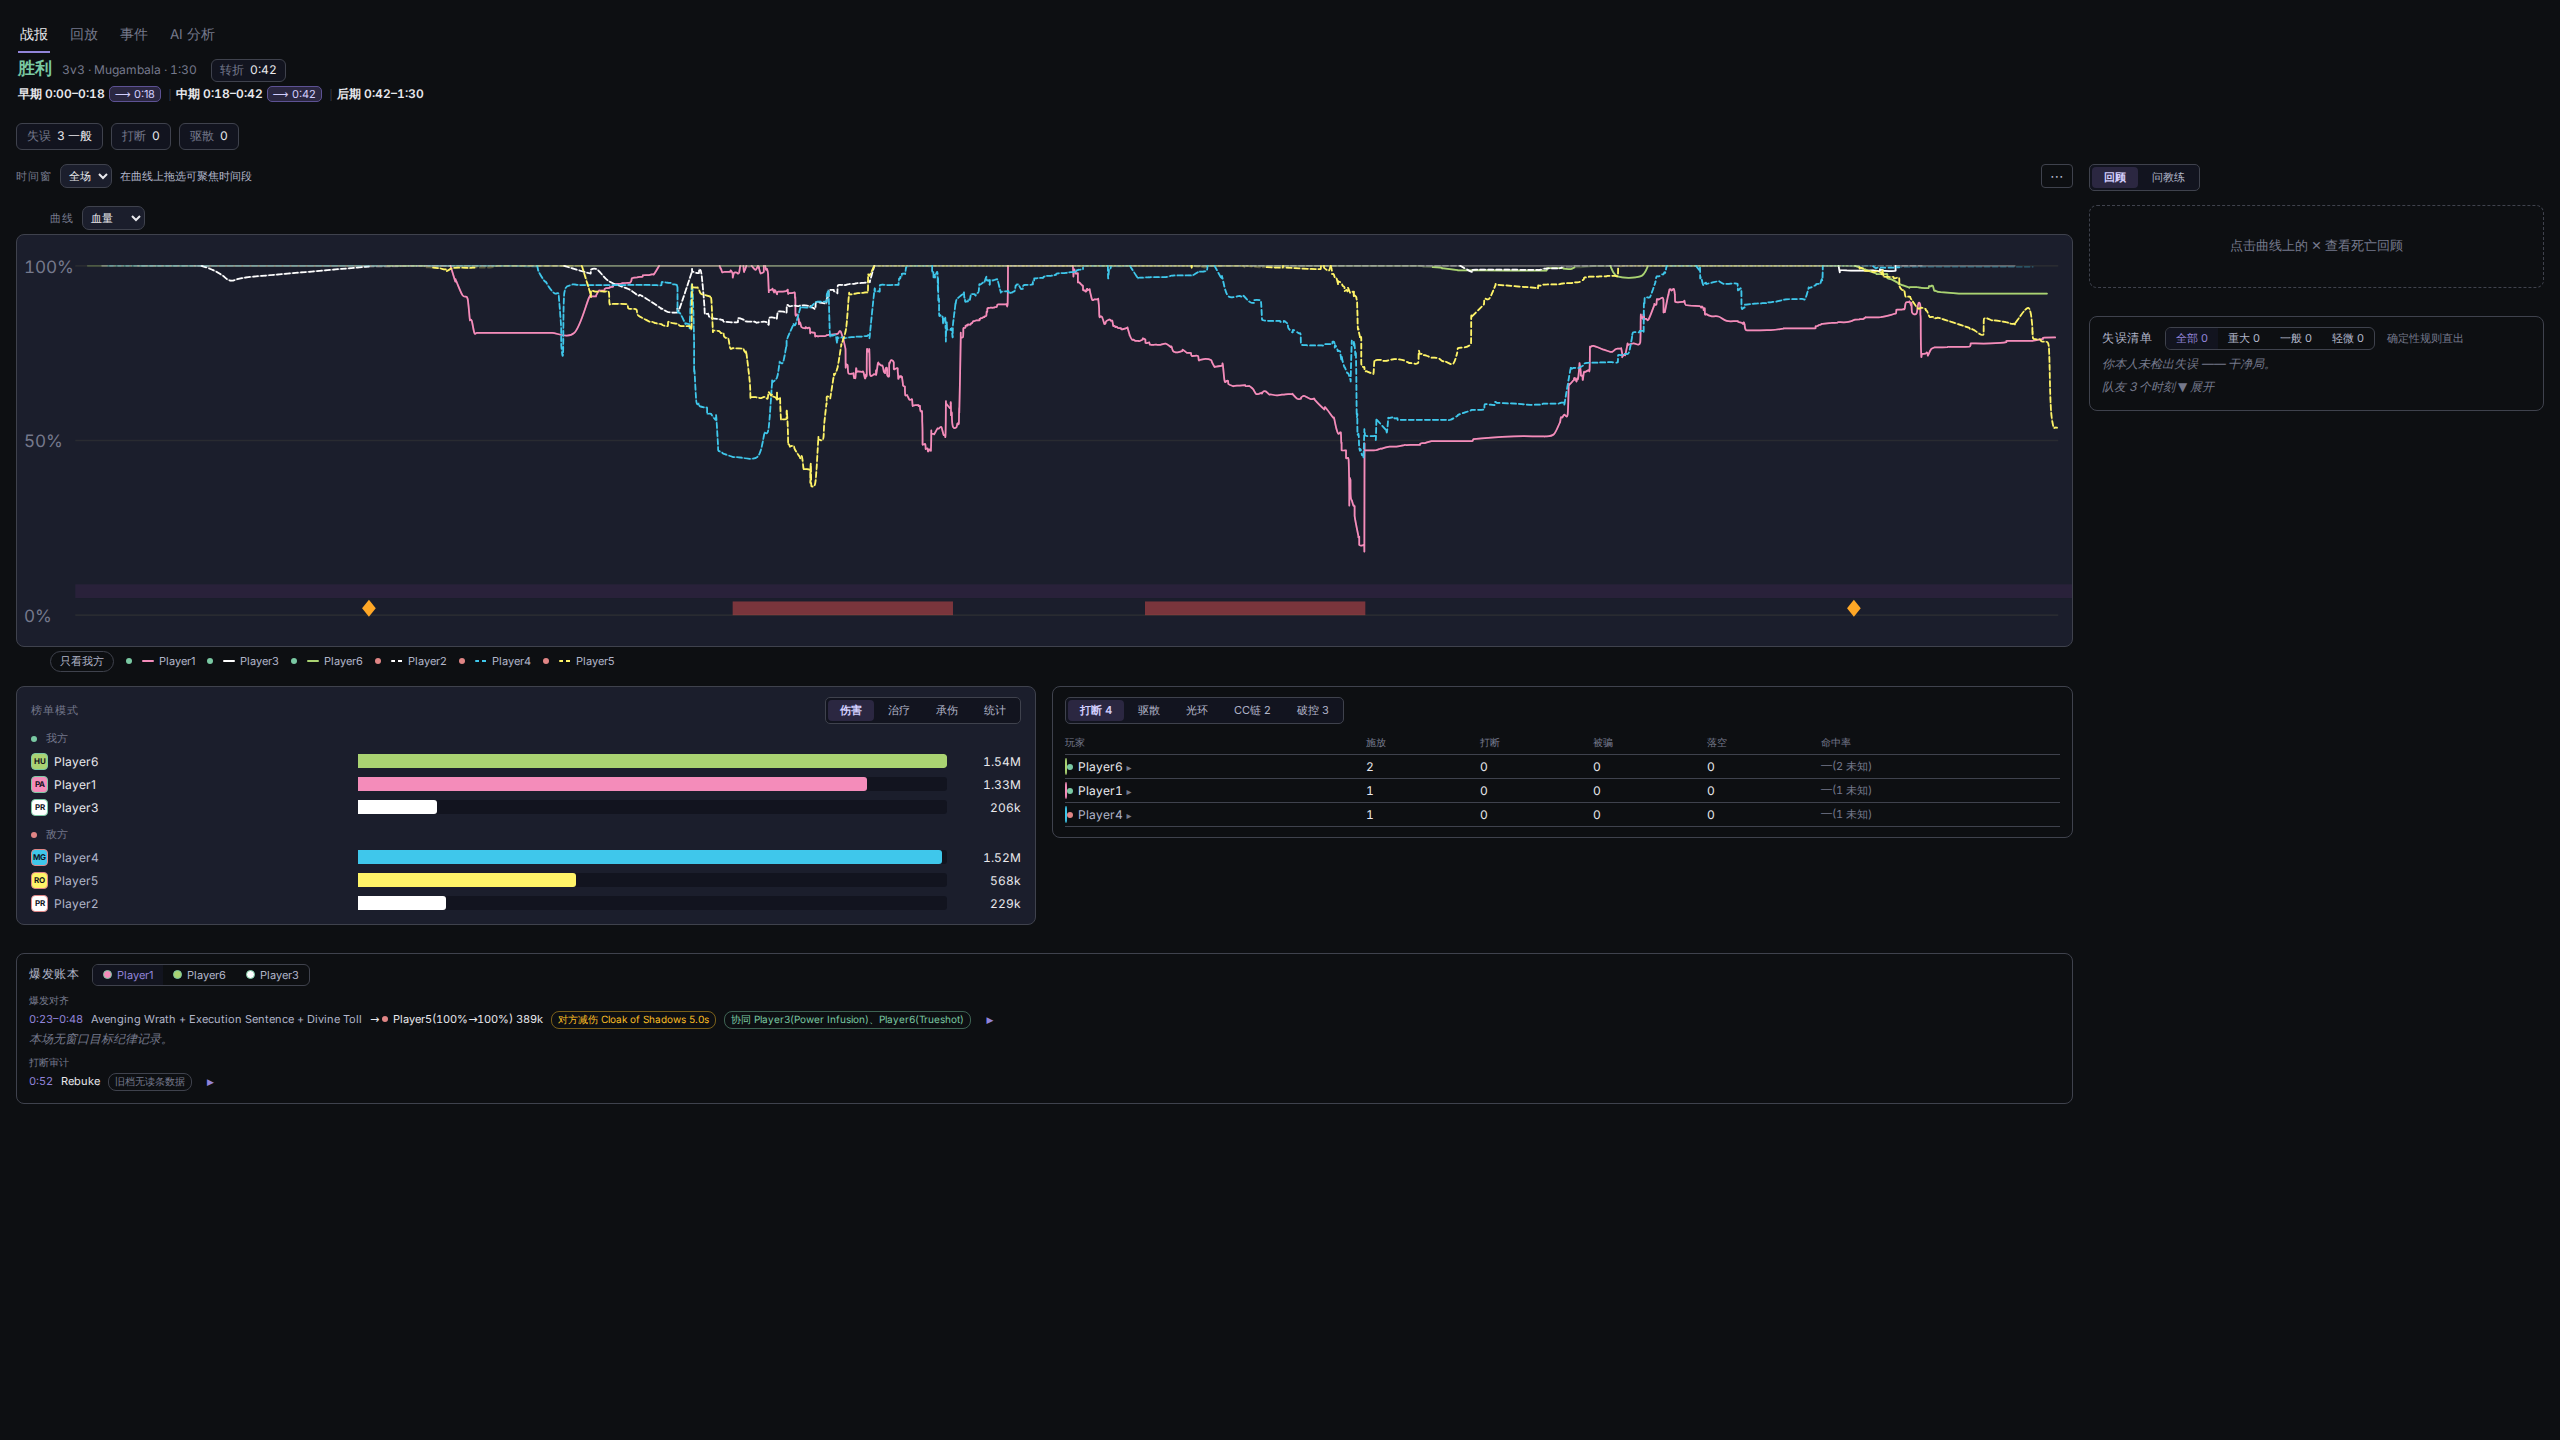 战报 回放 事件 AI 分析
胜利 3v3 · Mugambala · 1:30 转折 0:42
早期 0:00–0:18 ⟶ 0:18 | 中期 0:18–0:42 ⟶ 0:42 | 后期 0:42–1:30
失误 3 一般 打断 0 驱散 0
时间窗 全场 在曲线上拖选可聚焦时间段 ⋯
回顾 问教练
曲线 血量
点击曲线上的 ✕ 查看死亡回顾
100%
50%
0%
失误清单 全部 0 重大 0 一般 0 轻微 0 确定性规则直出
你本人未检出失误 —— 干净局。
队友 3 个时刻 ▼ 展开
只看我方 Player1 Player3 Player6 Player2 Player4 Player5
榜单模式 伤害 治疗 承伤 统计
我方
HU Player6 1.54M
PA Player1 1.33M
PR Player3 206k
敌方
MG Player4 1.52M
RO Player5 568k
PR Player2 229k
打断 4 驱散 光环 CC链 2 破控 3
玩家 施放 打断 被骗 落空 命中率
Player6 ▸ 2 0 0 0 —(2 未知)
Player1 ▸ 1 0 0 0 —(1 未知)
Player4 ▸ 1 0 0 0 —(1 未知)
爆发账本 Player1 Player6 Player3
爆发对齐
0:23–0:48 Avenging Wrath + Execution Sentence + Divine Toll → Player5(100%→100%) 389k 对方减伤 Cloak of Shadows 5.0s 协同 Player3(Power Infusion)、Player6(Trueshot) ▶
本场无窗口目标纪律记录。
打断审计
0:52 Rebuke 旧档无读条数据 ▶